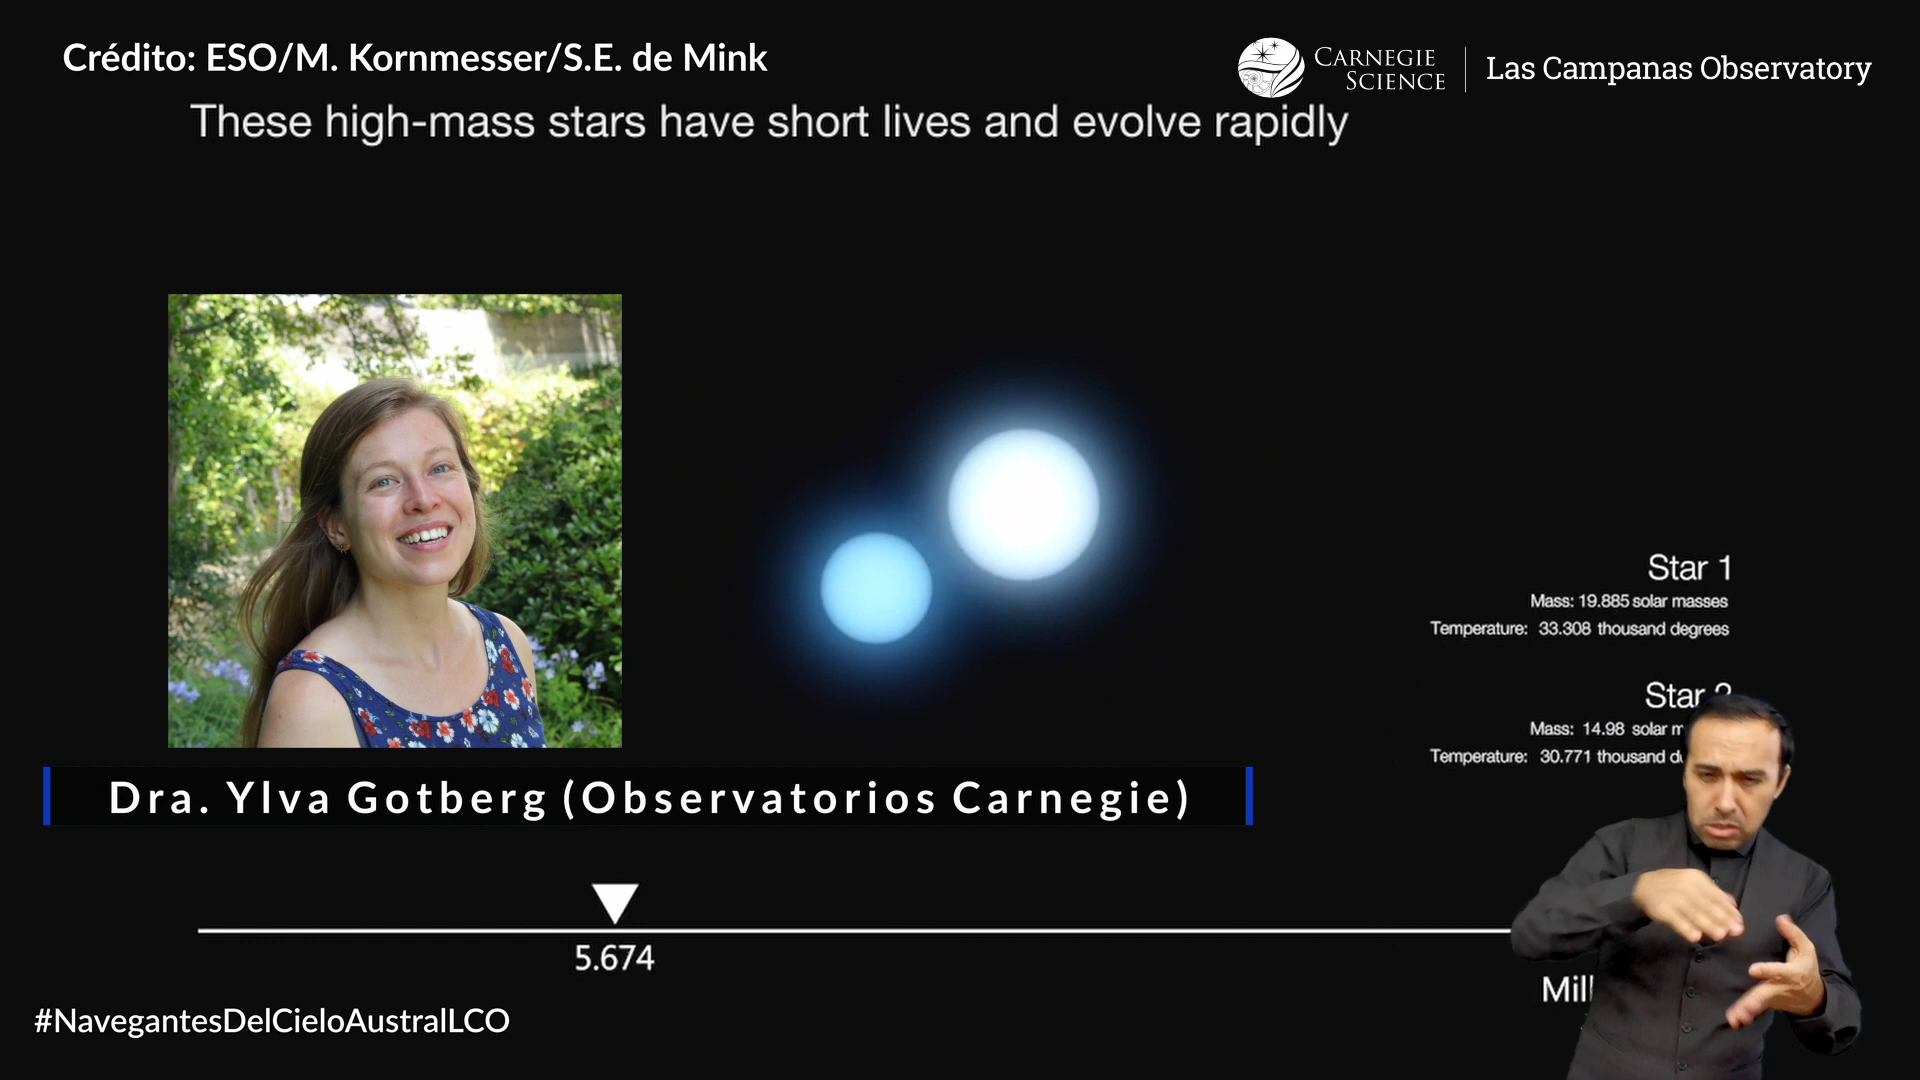 Crédito: ESO/M. Kornmesser/S.E. de Mink
CARNEGIE
SCIENCE
Las Campanas Observatory
These high-mass stars have short lives and evolve rapidly
Star 1
Mass: 19.885 solar masses
Temperature: 33.308 thousand degrees
Star
Mass: 14.98 solar
Temperature: 30.771 thousand
Dra. Ylva Gotberg (Observatorios Carnegie)
5.674
#NavegantesDelCieloAustralLCO